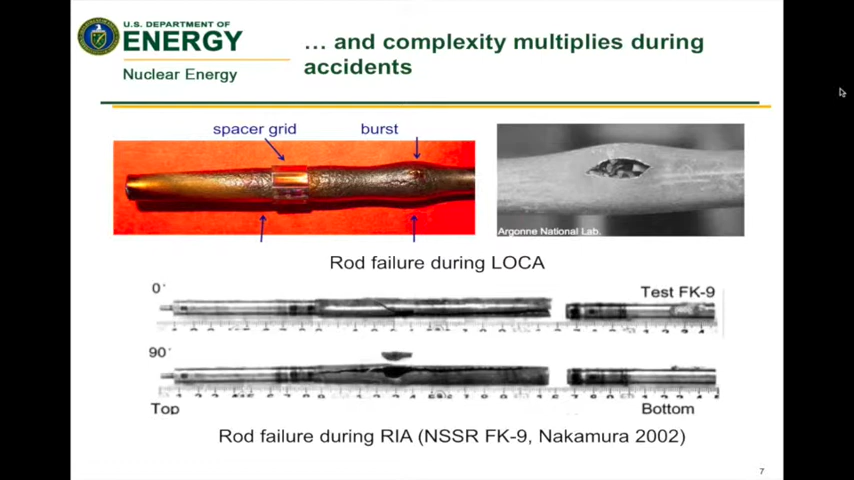 U.S. DEPARTMENT OF
ENERGY
Nuclear Energy
… and complexity multiplies during
accidents
spacer grid
burst
Argonne National Lab.
Rod failure during LOCA
0°
Test FK-9
90°
Top
Bottom
Rod failure during RIA (NSSR FK-9, Nakamura 2002)
7